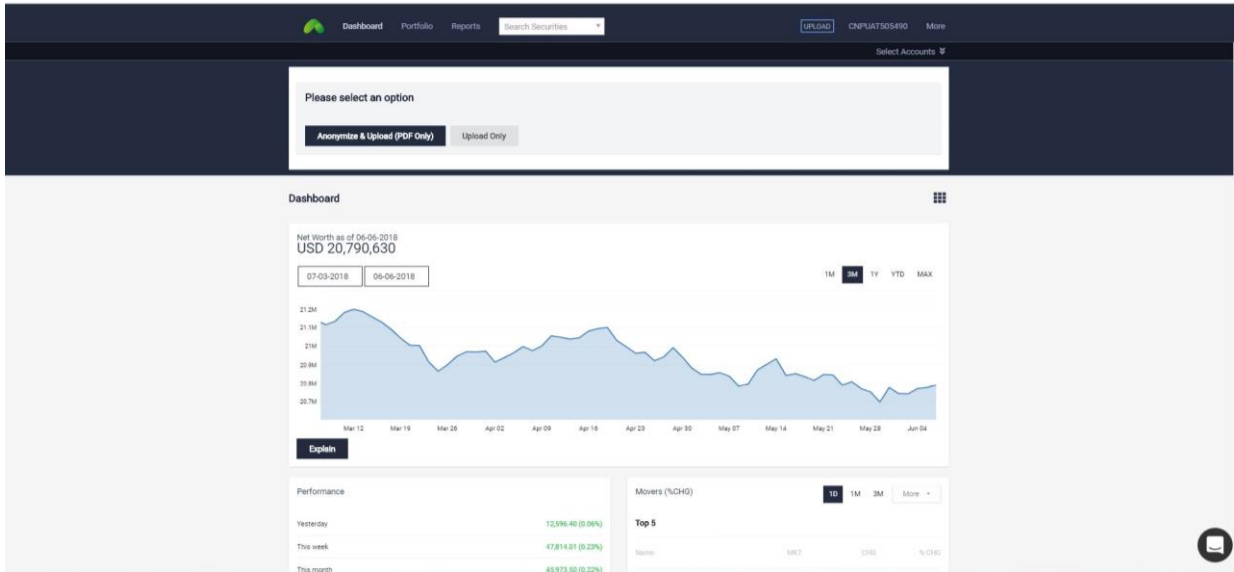 Dashboard Portfolio Reports Search Securities UPLOAD CNPUAT505490 More
Select Accounts
Please select an option
Anonymize & Upload (PDF Only) Upload Only
Dashboard
Net Worth as of 06-06-2018
USD 20,790,630
07-03-2018 06-06-2018 1M 3M 1Y YTD MAX
21.2M
21.1M
21M
20.9M
20.8M
20.7M
Mar 12 Mar 19 Mar 26 Apr 02 Apr 09 Apr 16 Apr 23 Apr 30 May 07 May 14 May 21 May 28 Jun 04
Explain
Performance
Yesterday 12,596.40 (0.06%)
This week 47,814.01 (0.23%)
This month 45,973.50 (0.22%)
Movers (%CHG) 1D 1M 3M More
Top 5
Name MKT CHG % CHG